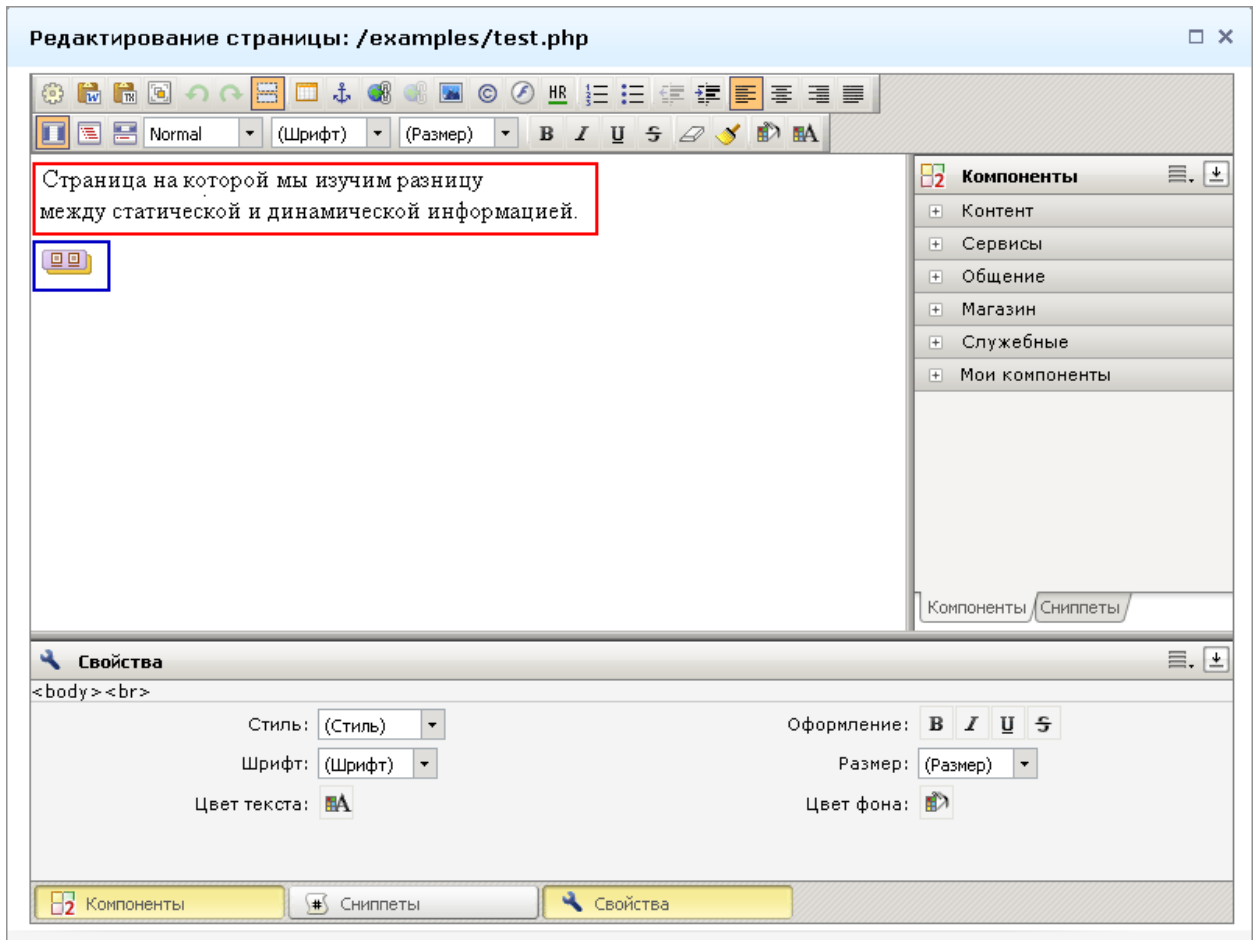 Редактирование страницы: /examples/test.php
HR
Normal (Шрифт) (Размер) B I U S A
Страница на которой мы изучим разницу
между статической и динамической информацией.
Компоненты
Контент
Сервисы
Общение
Магазин
Служебные
Мои компоненты
Компоненты Сниппеты
Свойства
<body><br>
Стиль: (Стиль) Оформление: B I U S
Шрифт: (Шрифт) Размер: (Размер)
Цвет текста: A Цвет фона:
Компоненты Сниппеты Свойства